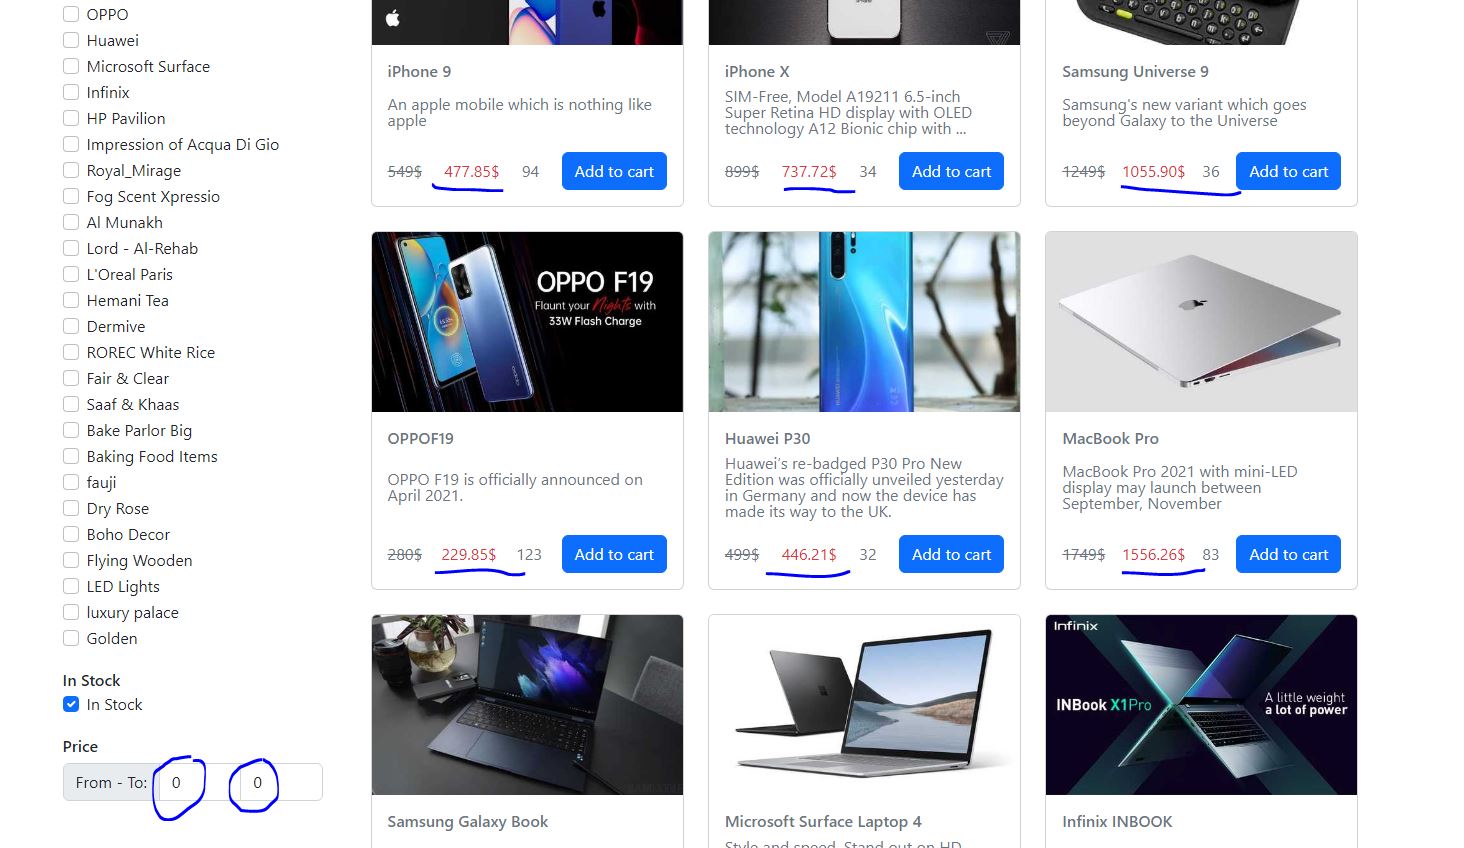 OPPO
Huawei
Microsoft Surface
Infinix
HP Pavilion
Impression of Acqua Di Gio
Royal_Mirage
Fog Scent Xpressio
Al Munakh
Lord - Al-Rehab
L'Oreal Paris
Hemani Tea
Dermive
ROREC White Rice
Fair & Clear
Saaf & Khaas
Bake Parlor Big
Baking Food Items
fauji
Dry Rose
Boho Decor
Flying Wooden
LED Lights
luxury palace
Golden
In Stock
In Stock
Price
From - To: 0 0
iPhone 9
An apple mobile which is nothing like
apple
549$ 477.85$ 94 Add to cart
iPhone
iPhone X
SIM-Free, Model A19211 6.5-inch
Super Retina HD display with OLED
technology A12 Bionic chip with ...
899$ 737.72$ 34 Add to cart
Samsung Universe 9
Samsung's new variant which goes
beyond Galaxy to the Universe
1249$ 1055.90$ 36 Add to cart
OPPO F19
Flaunt your Nights with
33W Flash Charge
OPPOF19
OPPO F19 is officially announced on
April 2021.
280$ 229.85$ 123 Add to cart
HUAWEI
Huawei P30
Huawei's re-badged P30 Pro New
Edition was officially unveiled yesterday
in Germany and now the device has
made its way to the UK.
499$ 446.21$ 32 Add to cart
MacBook Pro
MacBook Pro 2021 with mini-LED
display may launch between
September, November
1749$ 1556.26$ 83 Add to cart
Samsung Galaxy Book
Microsoft Surface Laptop 4
Style and speed. Stand out on HD
Infinix
INBook X1Pro
A little weight
a lot of power
Infinix INBOOK